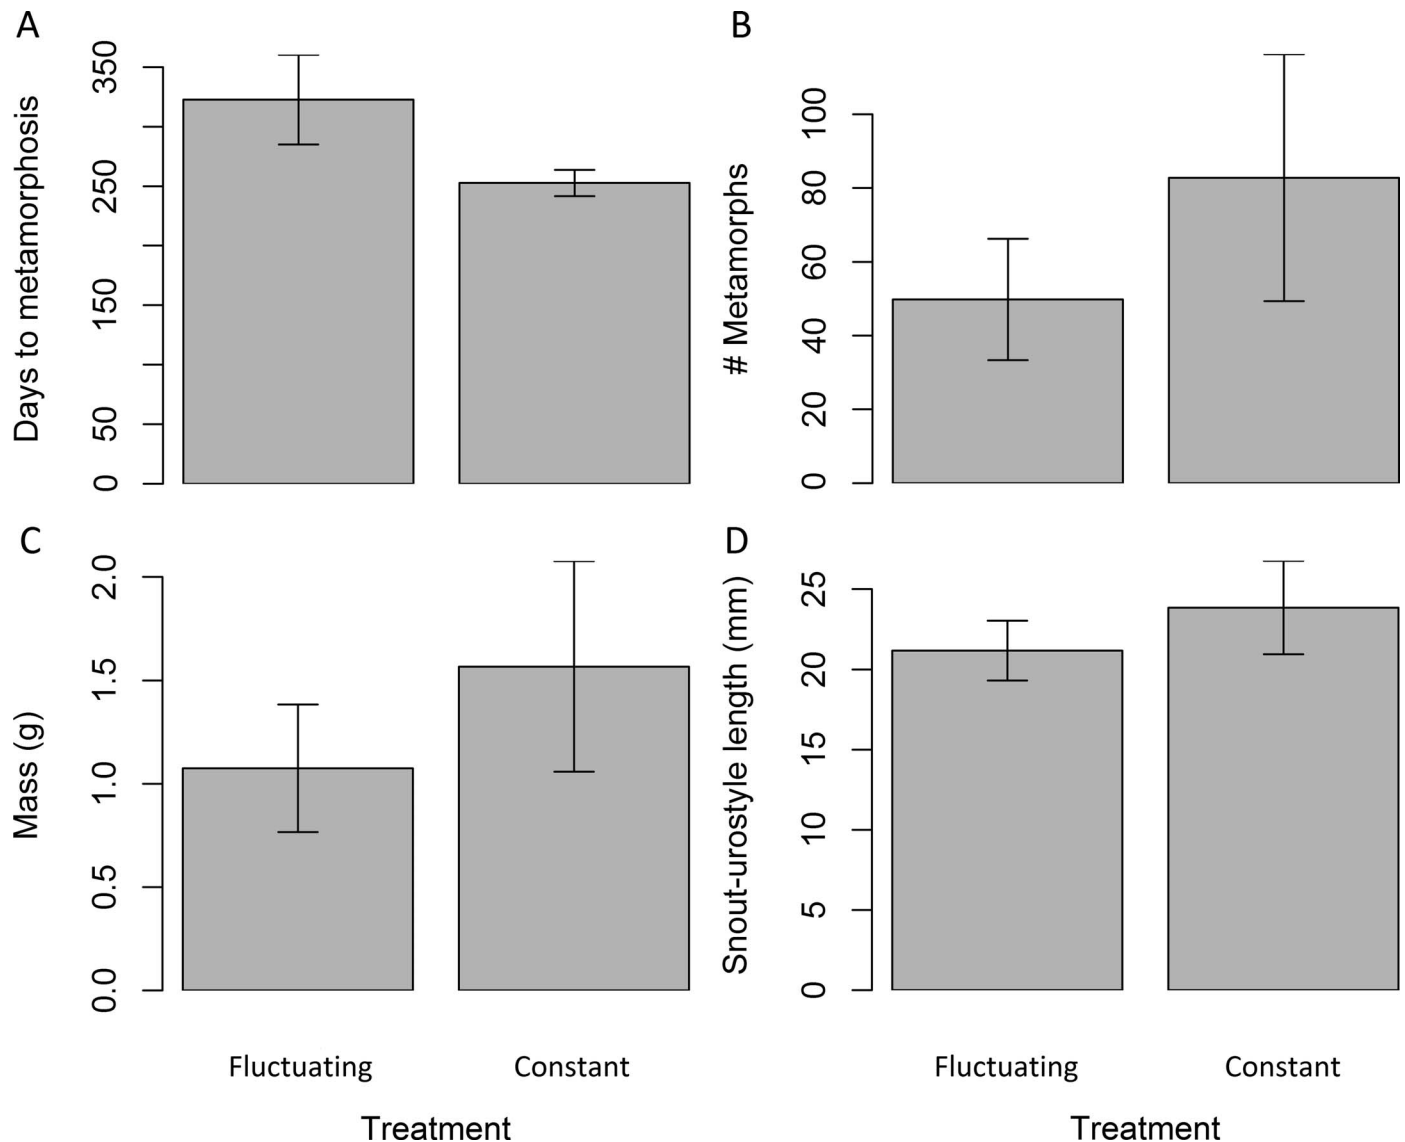 A
Days to metamorphosis
350
250
150
50
0
B
# Metamorphs
100
80
60
40
20
0
C
Mass (g)
2.0
1.5
1.0
0.5
0.0
Fluctuating
Constant
Treatment
D
Snout-urostyle length (mm)
25
20
15
10
5
0
Fluctuating
Constant
Treatment